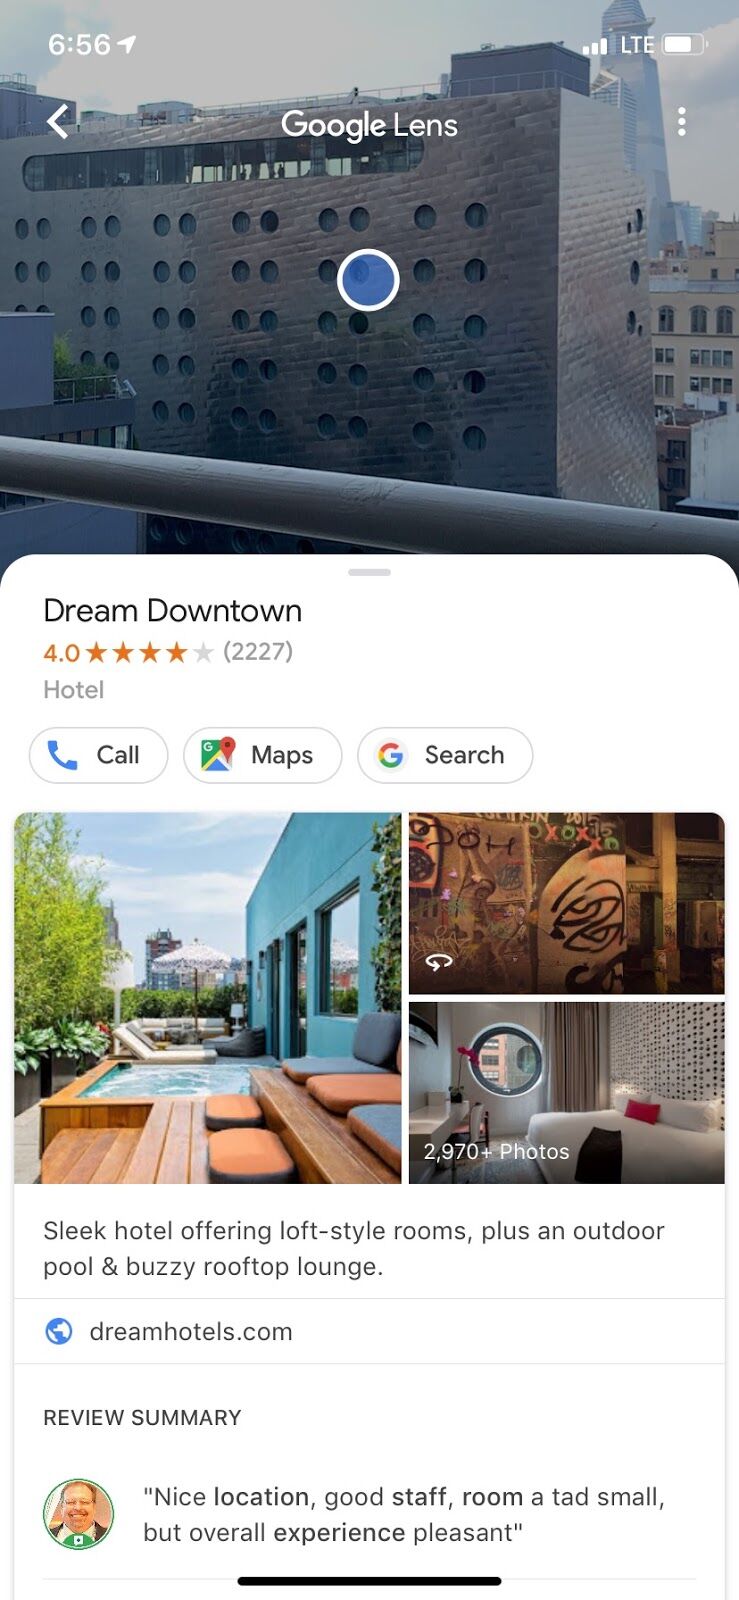 6:56
LTE
Google Lens
Dream Downtown
4.0 ★★★★★ (2227)
Hotel
Call
Maps
Search
XOXO
2,970+ Photos
Sleek hotel offering loft-style rooms, plus an outdoor
pool & buzzy rooftop lounge.
dreamhotels.com
REVIEW SUMMARY
"Nice location, good staff, room a tad small,
but overall experience pleasant"